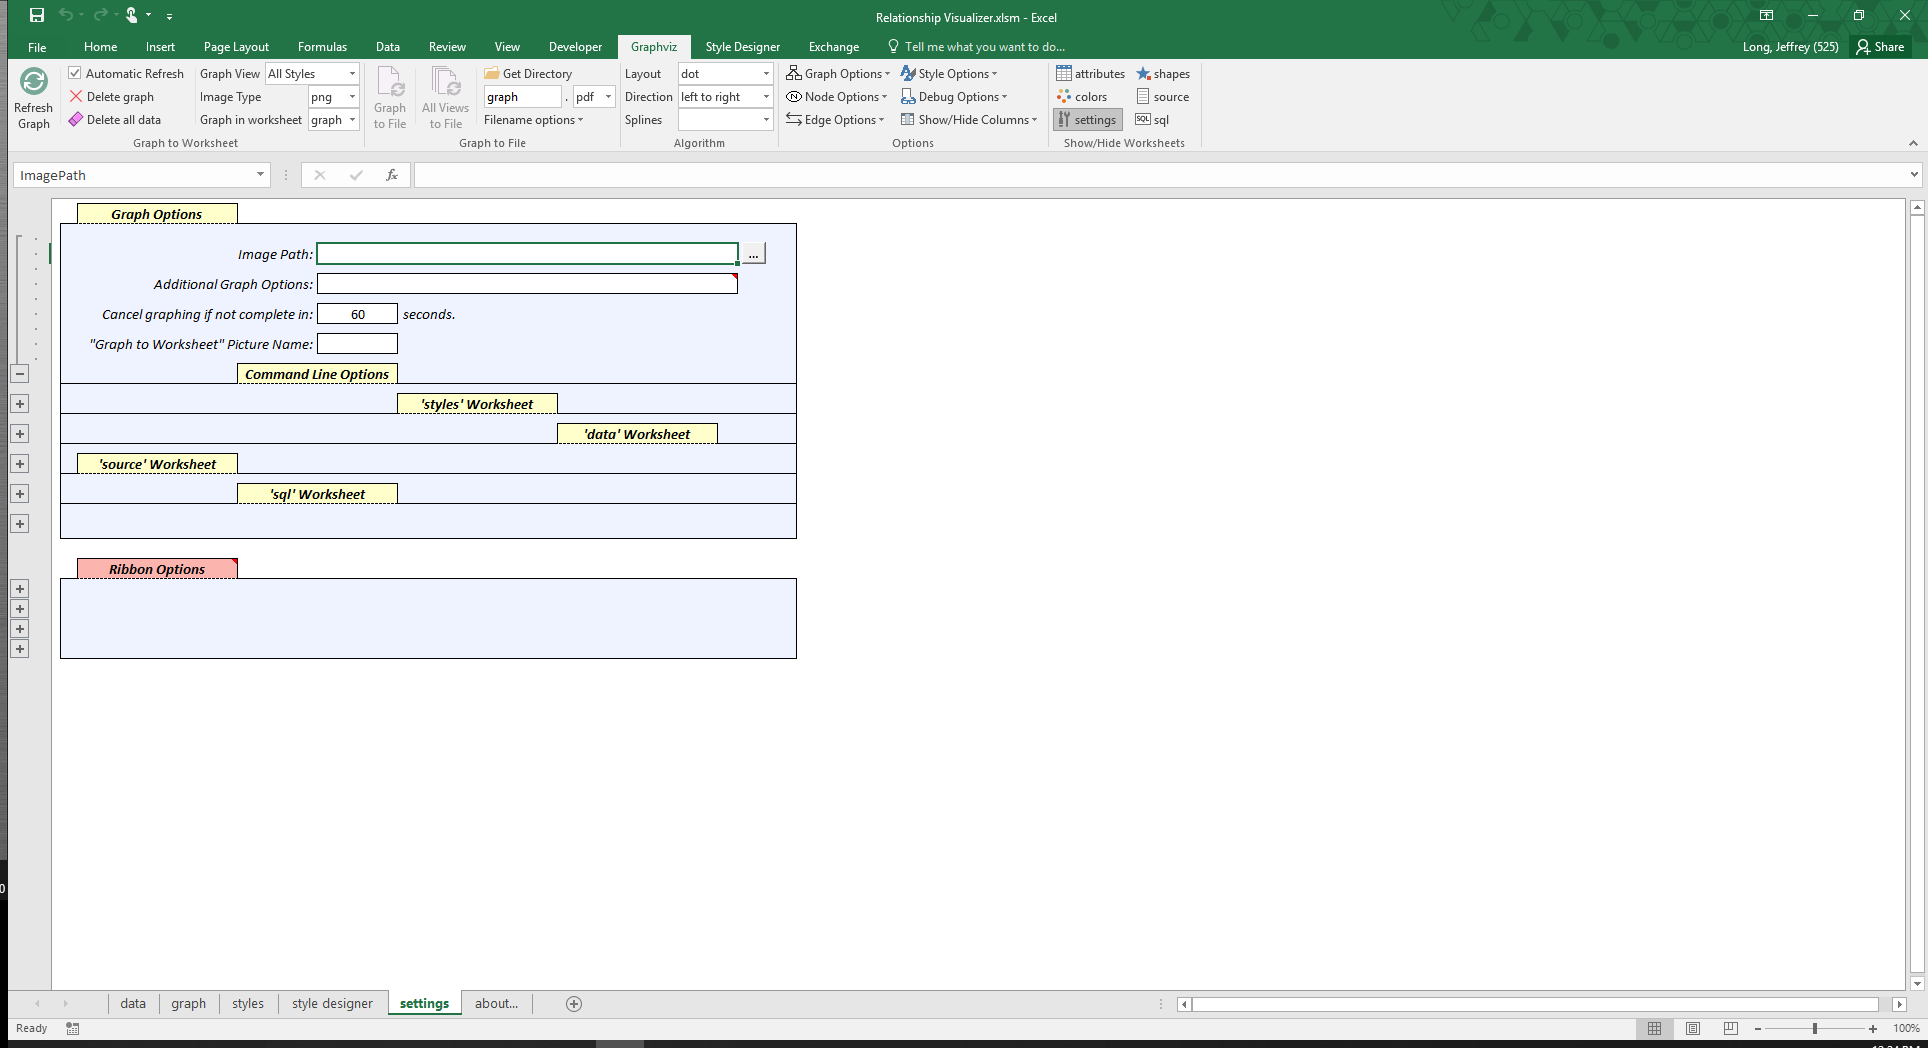 Relationship Visualizer.xlsm - Excel
File Home Insert Page Layout Formulas Data Review View Developer Graphviz Style Designer Exchange Tell me what you want to do... Long, Jeffrey (525) Share
Refresh Graph
Automatic Refresh
Delete graph
Delete all data
Graph View All Styles
Image Type png
Graph in worksheet graph
Graph to Worksheet
Graph to File
All Views to File
Get Directory
graph . pdf
Filename options
Graph to File
Layout dot
Direction left to right
Splines
Algorithm
Graph Options
Node Options
Edge Options
Style Options
Debug Options
Show/Hide Columns
Options
attributes
colors
settings
shapes
source
SQL sql
Show/Hide Worksheets
ImagePath
fx
Graph Options
Image Path: ...
Additional Graph Options:
Cancel graphing if not complete in: 60 seconds.
"Graph to Worksheet" Picture Name:
Command Line Options
'styles' Worksheet
'data' Worksheet
'source' Worksheet
'sql' Worksheet
Ribbon Options
data graph styles style designer settings about...
Ready
100%